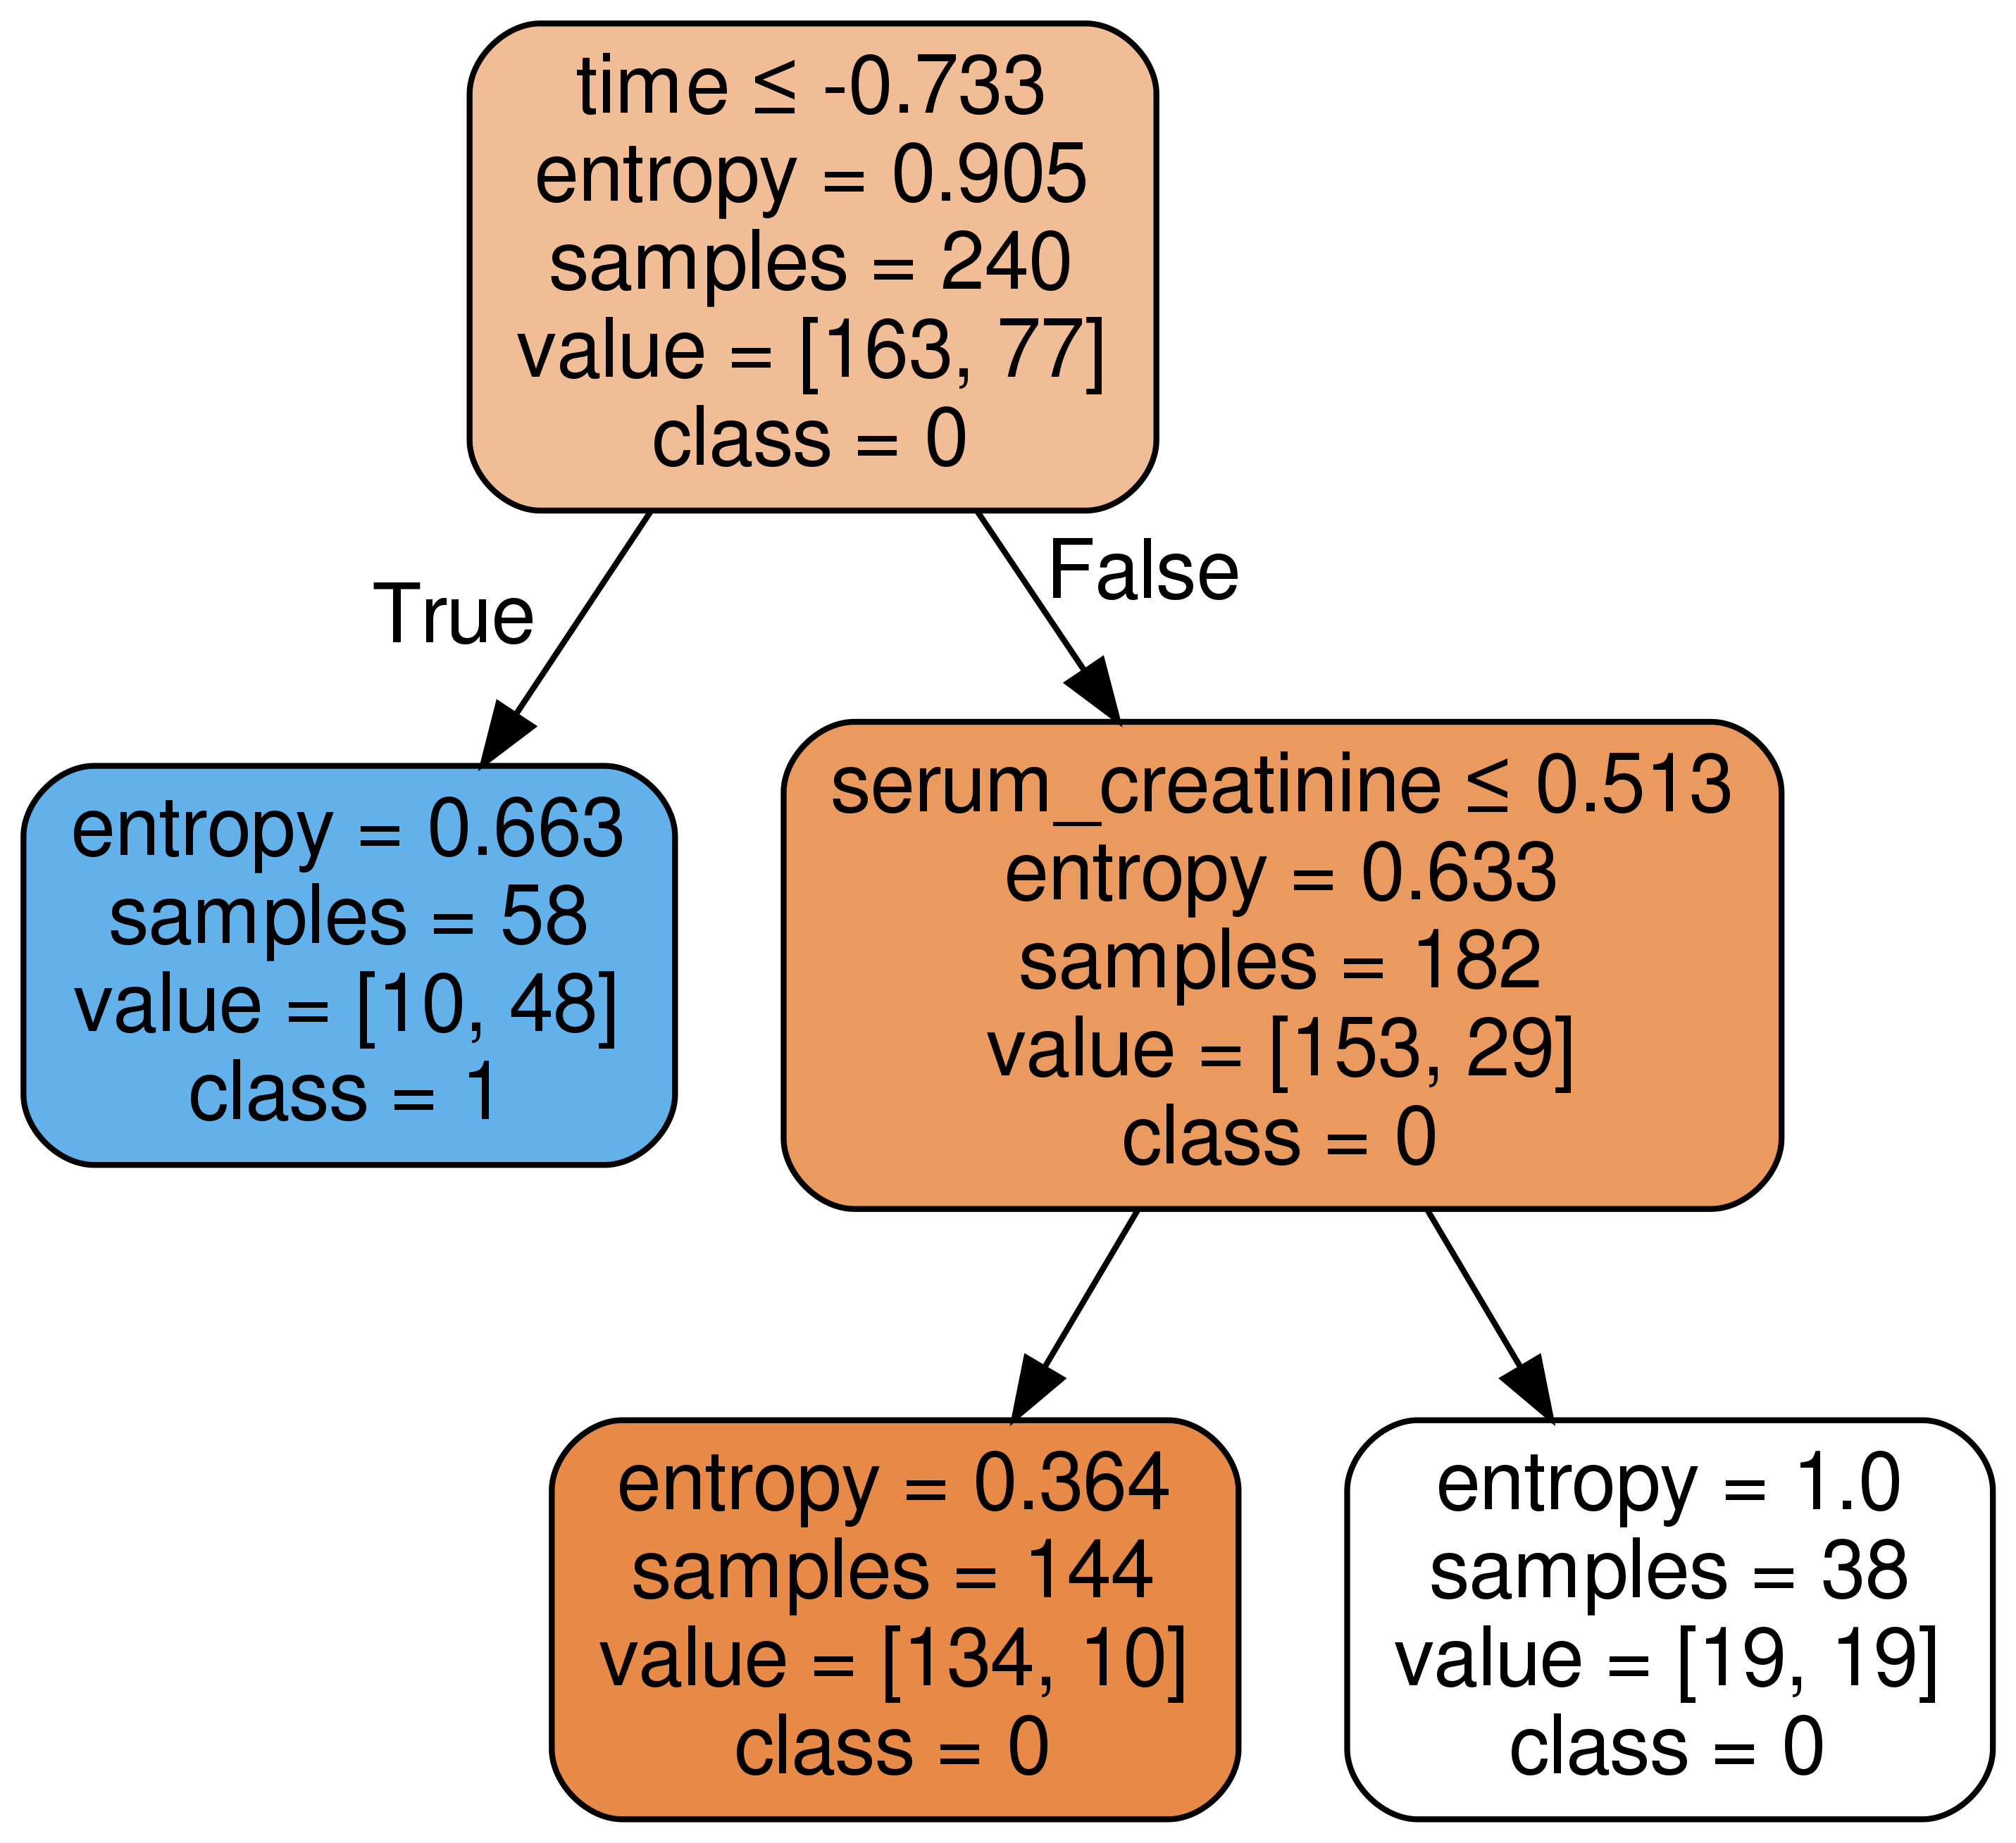 time ≤ -0.733
entropy = 0.905
samples = 240
value = [163, 77]
class = 0
True
False
entropy = 0.663
samples = 58
value = [10, 48]
class = 1
serum_creatinine ≤ 0.513
entropy = 0.633
samples = 182
value = [153, 29]
class = 0
entropy = 0.364
samples = 144
value = [134, 10]
class = 0
entropy = 1.0
samples = 38
value = [19, 19]
class = 0